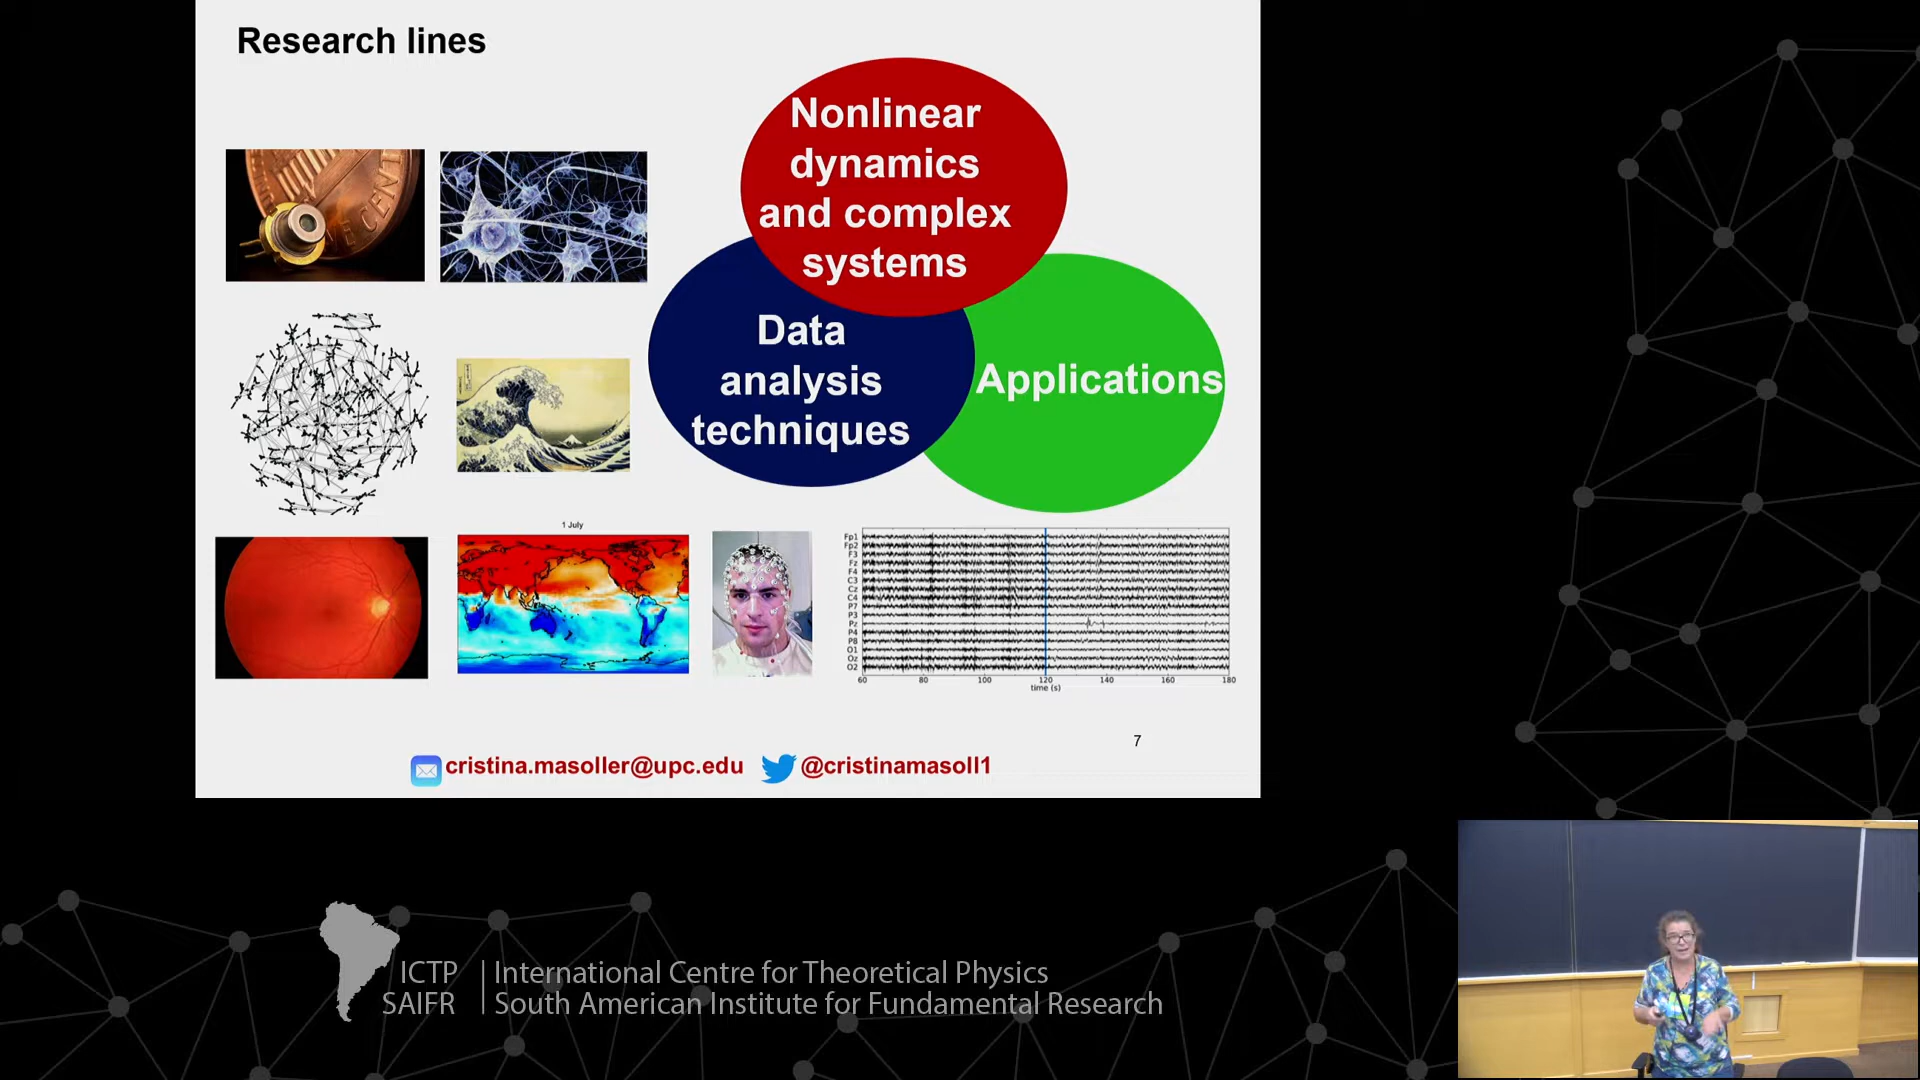 Research lines
Nonlinear
dynamics
and complex
systems
Data
analysis
techniques
Applications
CENT
1 July
Fp1
Fp2
F3
Fz
F4
C3
Cz
C4
P7
P3
Pz
P4
P8
O1
Oz
O2
60 80 100 120 140 160 180
time (s)
7
cristina.masoller@upc.edu @cristinamasoll1
ICTP International Centre for Theoretical Physics
SAIFR South American Institute for Fundamental Research